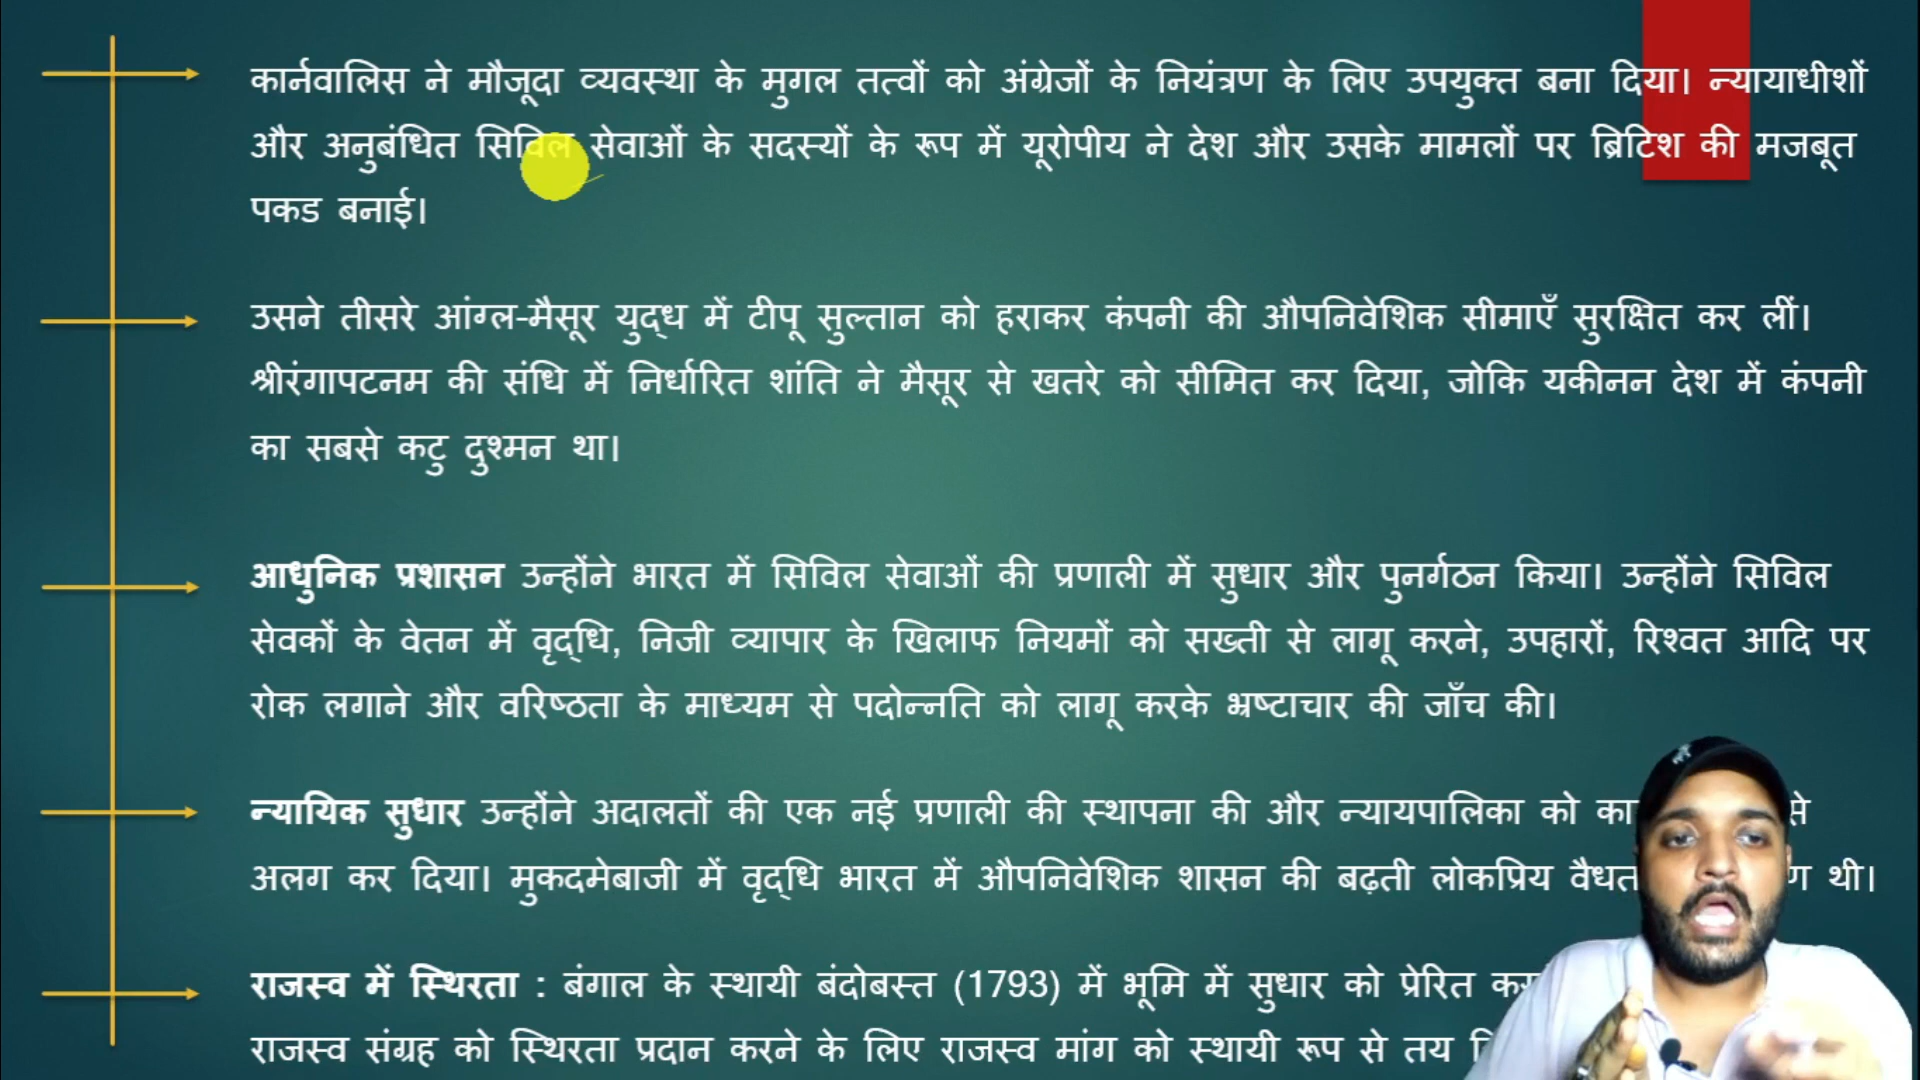 कार्नवालिस ने मौजूदा व्यवस्था के मुगल तत्वों को अंग्रेजों के नियंत्रण के लिए उपयुक्त बना दिया। न्यायाधीशों
और अनुबंधित सिविल सेवाओं के सदस्यों के रूप में यूरोपीय ने देश और उसके मामलों पर ब्रिटिश की मजबूत
पकड बनाई।
उसने तीसरे आंग्ल-मैसूर युद्ध में टीपू सुल्तान को हराकर कंपनी की औपनिवेशिक सीमाएँ सुरक्षित कर लीं।
श्रीरंगापटनम की संधि में निर्धारित शांति ने मैसूर से खतरे को सीमित कर दिया, जोकि यकीनन देश में कंपनी
का सबसे कटु दुश्मन था।
आधुनिक प्रशासन उन्होंने भारत में सिविल सेवाओं की प्रणाली में सुधार और पुनर्गठन किया। उन्होंने सिविल
सेवकों के वेतन में वृद्धि, निजी व्यापार के खिलाफ नियमों को सख्ती से लागू करने, उपहारों, रिश्वत आदि पर
रोक लगाने और वरिष्ठता के माध्यम से पदोन्नति को लागू करके भ्रष्टाचार की जाँच की।
न्यायिक सुधार उन्होंने अदालतों की एक नई प्रणाली की स्थापना की और न्यायपालिका को से
अलग कर दिया। मुकदमेबाजी में वृद्धि भारत में औपनिवेशिक शासन की बढ़ती लोकप्रिय थी।
राजस्व में स्थिरता : बंगाल के स्थायी बंदोबस्त (1793) में भूमि में सुधार को प्रेरित
राजस्व संग्रह को स्थिरता प्रदान करने के लिए राजस्व मांग को स्थायी रूप से तय